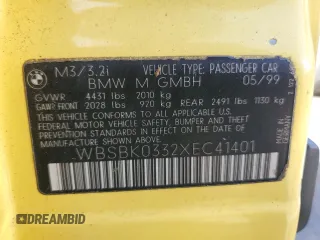 M3/3.2i VEHICLE TYPE: PASSENGER CAR
BMW M GMBH 05/99
GVWR 4431 lbs 2010 kg
GAWR FRONT 2028 lbs 920 kg REAR 2491 lbs 1130 kg
THIS VEHICLE CONFORMS TO ALL APPLICABLE
FEDERAL MOTOR VEHICLE SAFETY, BUMPER,
AND THEFT PREVENTION STANDARDS IN
EFFECT ON THE DATE OF MANUFACTURE
SHOWN ABOVE.
WBSBK0332XEC41401
DREAMBID